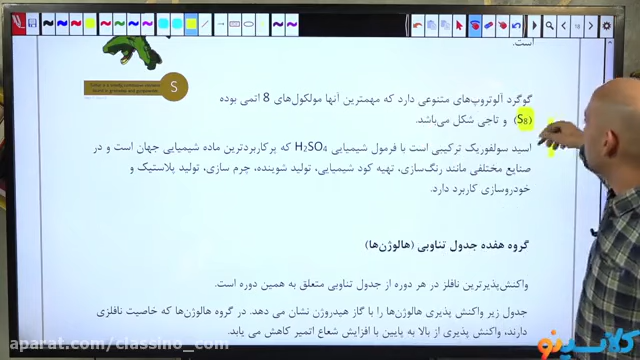 است.
S
گوگرد آلوتروپ‌های متنوعی دارد که مهمترین آنها مولکول‌های 8 اتمی بوده
(S8) و تاجی شکل می‌باشد.
اسید سولفوریک ترکیبی است با فرمول شیمیایی H2SO4 که پرکاربردترین ماده شیمیایی جهان است و در
صنایع مختلفی مانند رنگ‌سازی، تهیه کود شیمیایی، تولید شوینده، چرم سازی، تولید پلاستیک و
خودروسازی کاربرد دارد.
گروه هفده جدول تناوبی (هالوژن‌ها)
واکنش‌پذیرترین نافلز در هر دوره از جدول تناوبی متعلق به همین دوره است.
جدول زیر واکنش پذیری هالوژن‌ها را با گاز هیدروژن نشان می دهد. در گروه هالوژن‌ها که خاصیت نافلزی
دارند، واکنش پذیری از بالا به پایین با افزایش شعاع اتمیر کاهش می یابد.
aparat.com/classino_com
کلاسینو